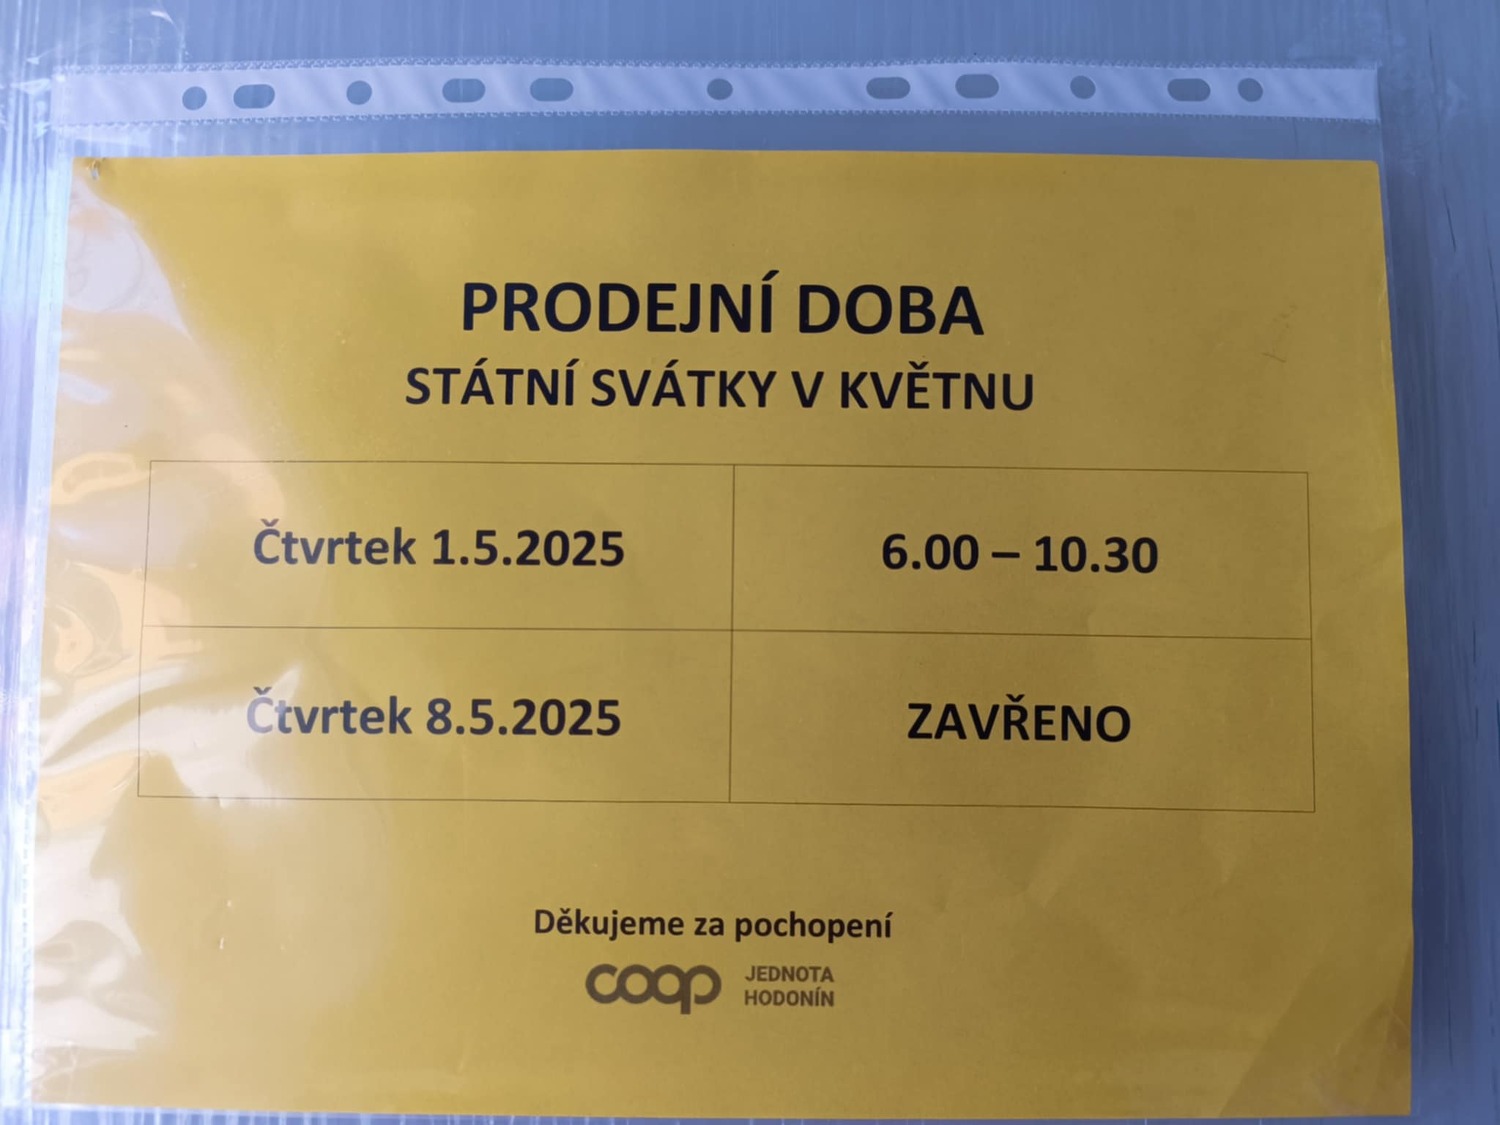 PRODEJNÍ DOBA
STÁTNÍ SVÁTKY V KVĚTNU
Čtvrtek 1.5.2025 6.00 – 10.30
Čtvrtek 8.5.2025 ZAVŘENO
Děkujeme za pochopení
coop JEDNOTA
HODONÍN